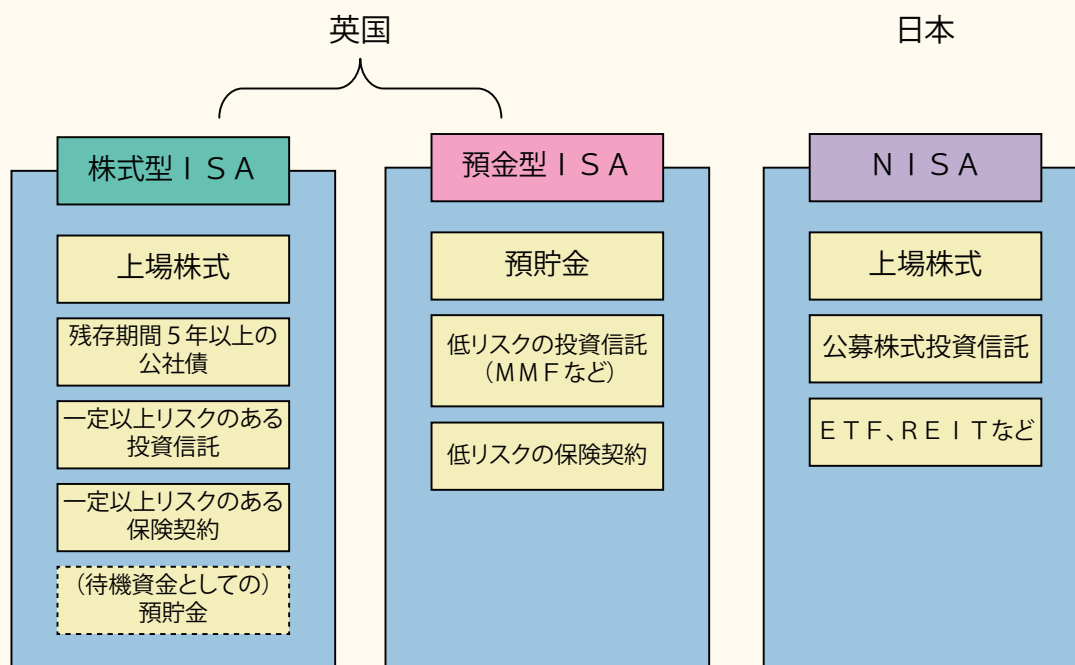 英国
日本
株式型ＩＳＡ
上場株式
残存期間５年以上の
公社債
一定以上リスクのある
投資信託
一定以上リスクのある
保険契約
（待機資金としての）
預貯金
預金型ＩＳＡ
預貯金
低リスクの投資信託
（ＭＭＦなど）
低リスクの保険契約
ＮＩＳＡ
上場株式
公募株式投資信託
ＥＴＦ、ＲＥＩＴなど